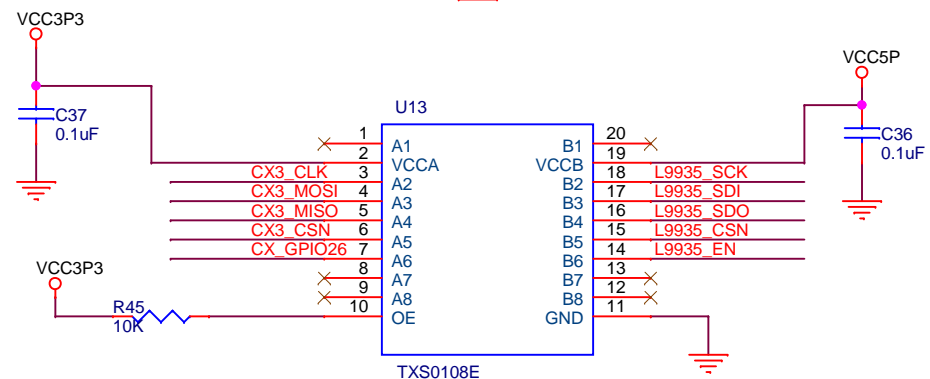 VCC3P3
VCC5P
C37
0.1uF
U13
C36
0.1uF
1 A1 B1 20
2 VCCA VCCB 19
CX3_CLK 3 A2 B2 18 L9935_SCK
CX3_MOSI 4 A3 B3 17 L9935_SDI
CX3_MISO 5 A4 B4 16 L9935_SDO
CX3_CSN 6 A5 B5 15 L9935_CSN
CX_GPIO26 7 A6 B6 14 L9935_EN
8 A7 B7 13
9 A8 B8 12
10 OE GND 11
VCC3P3
R45
10K
TXS0108E